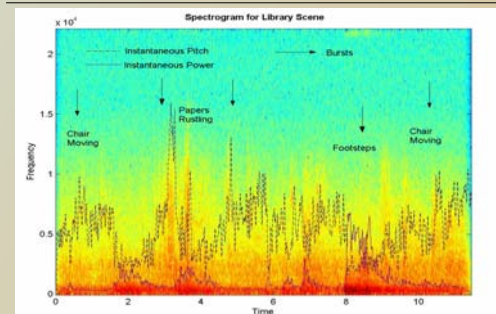 Spectrogram for Library Scene
x 10⁴
Instantaneous Pitch
Instantaneous Power
Bursts
Papers
Rustling
Chair
Moving
Footsteps
Chair
Moving
Frequency
2
1.5
1
0.5
0
0 2 4 6 8 10
Time